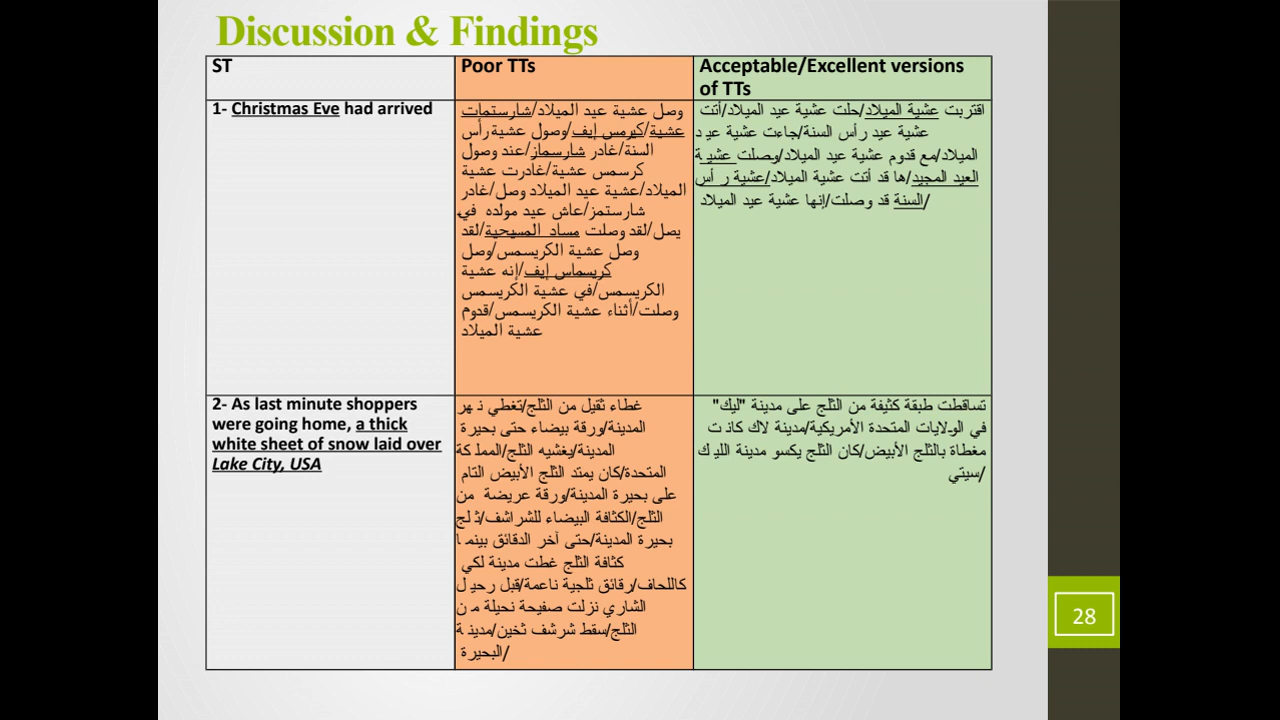 Discussion & Findings
ST
Poor TTs
Acceptable/Excellent versions
of TTs
1- Christmas Eve had arrived
وصل عشية عيد الميلاد/شارستمات
عشية/كيرمس إيف/وصول عشية رأس
السنة/غادر شارسماز/عند وصول
كرسمس عشية/غادرت عشية
الميلاد/عشية عيد الميلاد وصل/غادر
شارستمز/عاش عيد مولده في
يصل/لقد وصلت مساد المسيحية/لقد
وصل عشية الكريسمس/وصل
كريسماس إيف/إنه عشية
الكريسمس/في عشية الكريسمس
وصلت/أثناء عشية الكريسمس/قدوم
عشية الميلاد
اقتربت عشية الميلاد/حلت عشية عيد الميلاد/أتت
عشية عيد رأس السنة/جاءت عشية عيد
الميلاد/مع قدوم عشية عيد الميلاد/وصلت عشية
العيد المجيد/ها قد أتت عشية الميلاد/عشية رأس
السنة قد وصلت/إنها عشية عيد الميلاد/
2- As last minute shoppers
were going home, a thick
white sheet of snow laid over
Lake City, USA
غطاء ثقيل من الثلج/تغطي نهر
المدينة/ورقة بيضاء حتى بحيرة
المدينة/يغشيه الثلج/المملكة
المتحدة/كان يمتد الثلج الأبيض التام
على بحيرة المدينة/ورقة عريضة من
الثلج/الكثافة البيضاء للشراشف/ثلج
بحيرة المدينة/حتى آخر الدقائق بينما
كثافة الثلج غطت مدينة لكي
كاللحاف/رقائق ثلجية ناعمة/قبل رحيل
الشاري نزلت صفيحة نحيلة من
الثلج/سقط شرشف ثخين/مدينة
البحيرة/
تساقطت طبقة كثيفة من الثلج على مدينة "ليك"
في الولايات المتحدة الأمريكية/مدينة لاك كانت
مغطاة بالثلج الأبيض/كان الثلج يكسو مدينة الليك
سيتي/
28